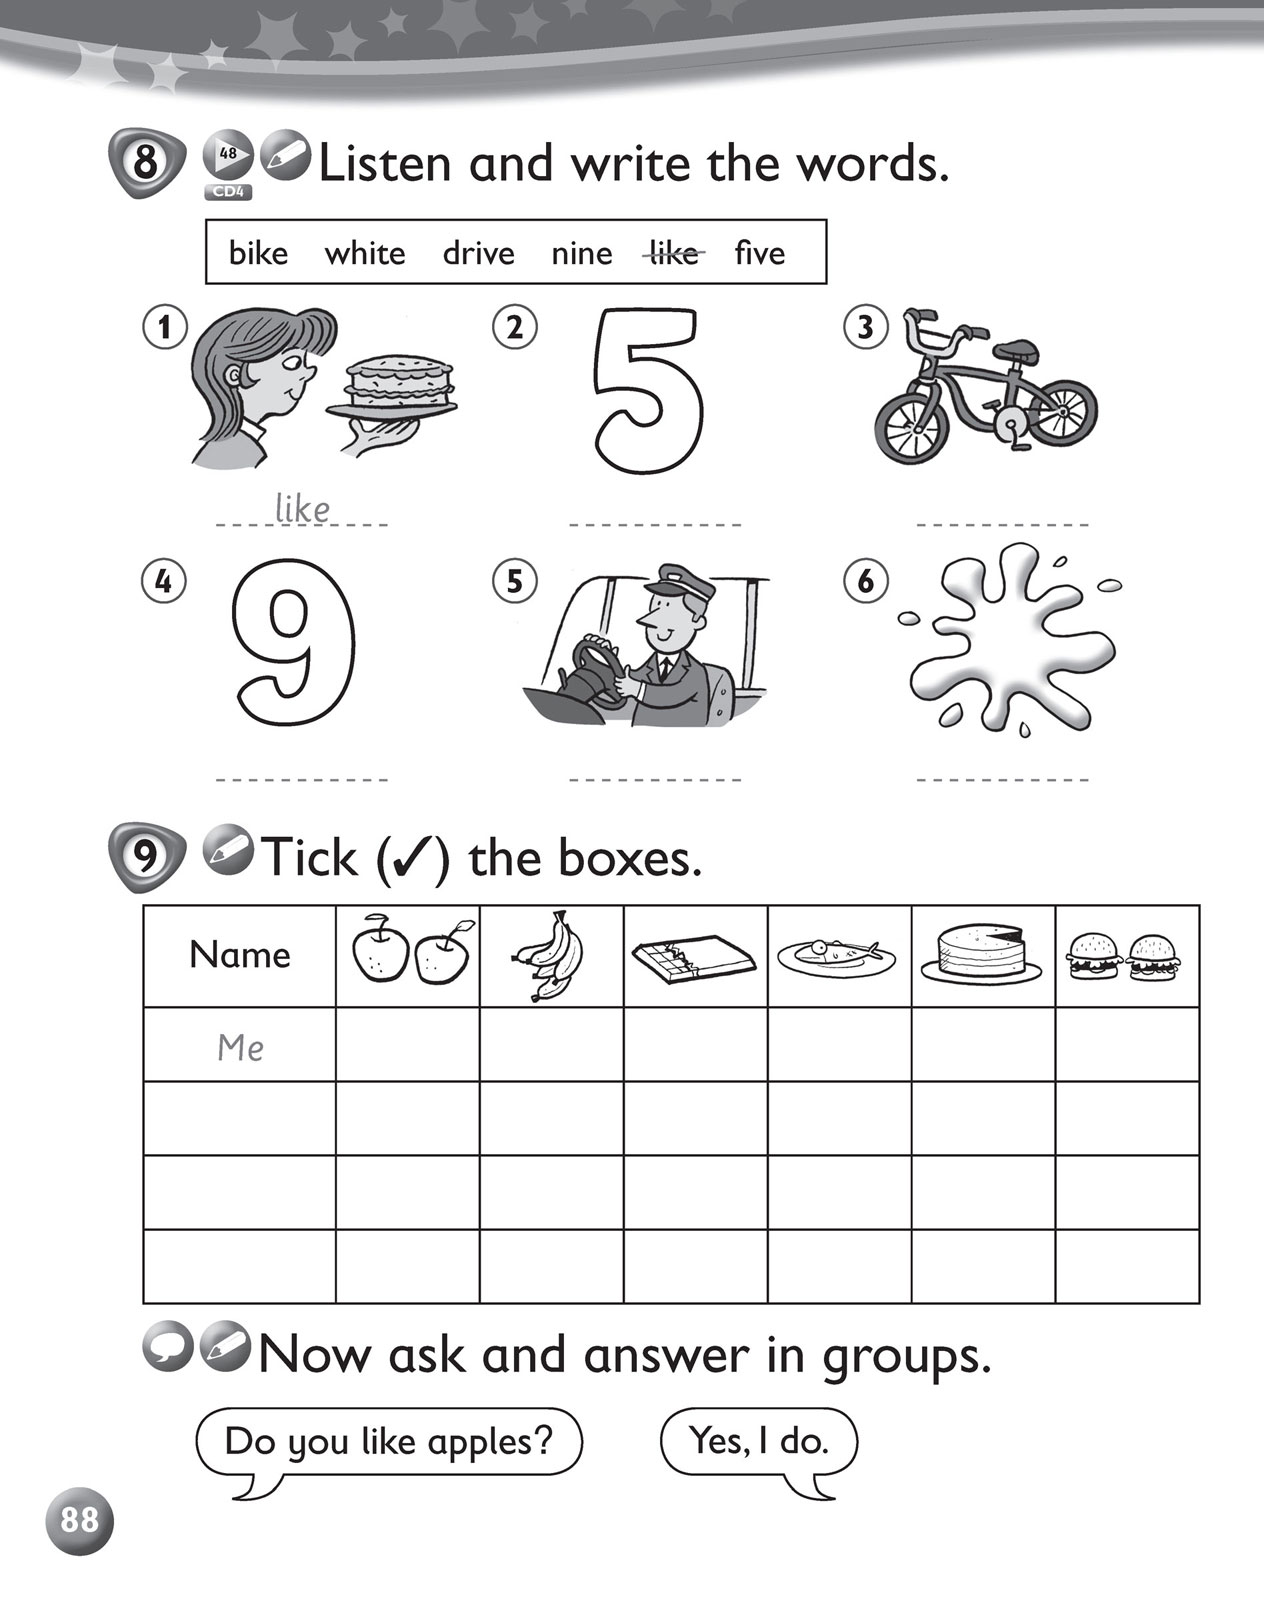 8 48 Listen and write the words.
CD4
bike white drive nine like five
1 2 5 3
like
4 9 5 6
9 Tick (✓) the boxes.
Name
Me
Now ask and answer in groups.
Do you like apples? Yes, I do.
88